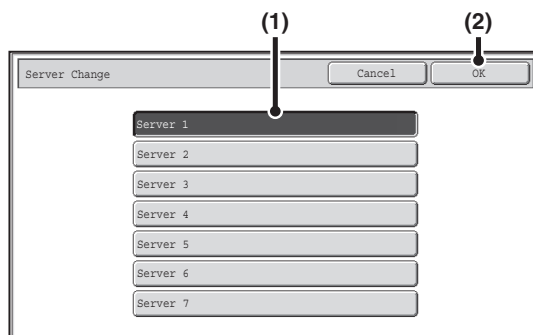 (1) (2)
Server Change Cancel OK
Server 1
Server 2
Server 3
Server 4
Server 5
Server 6
Server 7